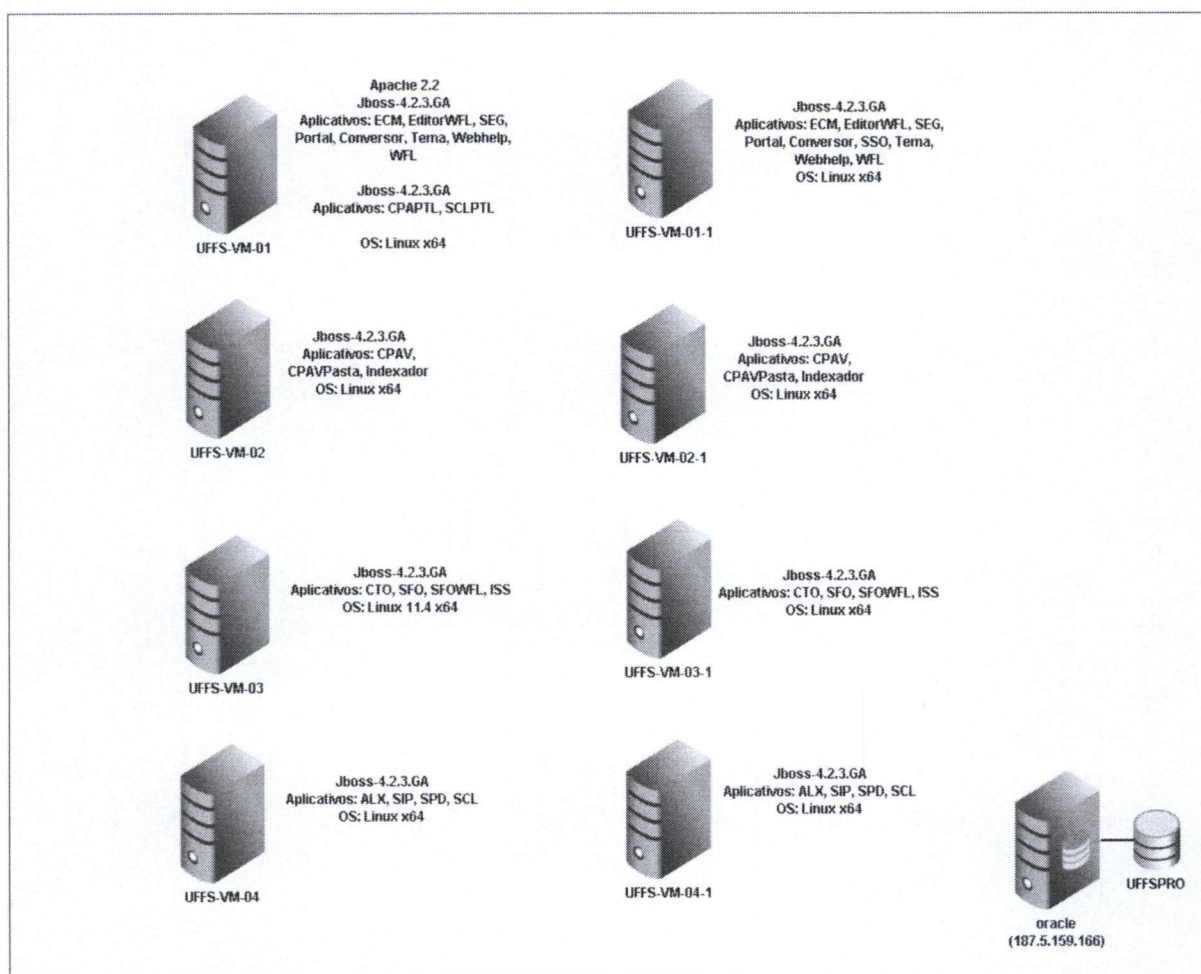 Apache 2.2
Jboss-4.2.3.GA
Aplicativos: ECM, EditorWFL, SEG,
Portal, Conversor, Tema, Webhelp,
WFL
Jboss-4.2.3.GA
Aplicativos: CPAPTL, SCLPTL
OS: Linux x64
UFFS-VM-01
Jboss-4.2.3.GA
Aplicativos: ECM, EditorWFL, SEG,
Portal, Conversor, SSO, Tema,
Webhelp, WFL
OS: Linux x64
UFFS-VM-01-1
Jboss-4.2.3.GA
Aplicativos: CPAV,
CPAVPasta, Indexador
OS: Linux x64
UFFS-VM-02
Jboss-4.2.3.GA
Aplicativos: CPAV,
CPAVPasta, Indexador
OS: Linux x64
UFFS-VM-02-1
Jboss-4.2.3.GA
Aplicativos: CTO, SFO, SFOWFL, ISS
OS: Linux 11.4 x64
UFFS-VM-03
Jboss-4.2.3.GA
Aplicativos: CTO, SFO, SFOWFL, ISS
OS: Linux x64
UFFS-VM-03-1
Jboss-4.2.3.GA
Aplicativos: ALX, SIP, SPD, SCL
OS: Linux x64
UFFS-VM-04
Jboss-4.2.3.GA
Aplicativos: ALX, SIP, SPD, SCL
OS: Linux x64
UFFS-VM-04-1
UFFSPRO
oracle
(187.5.159.166)